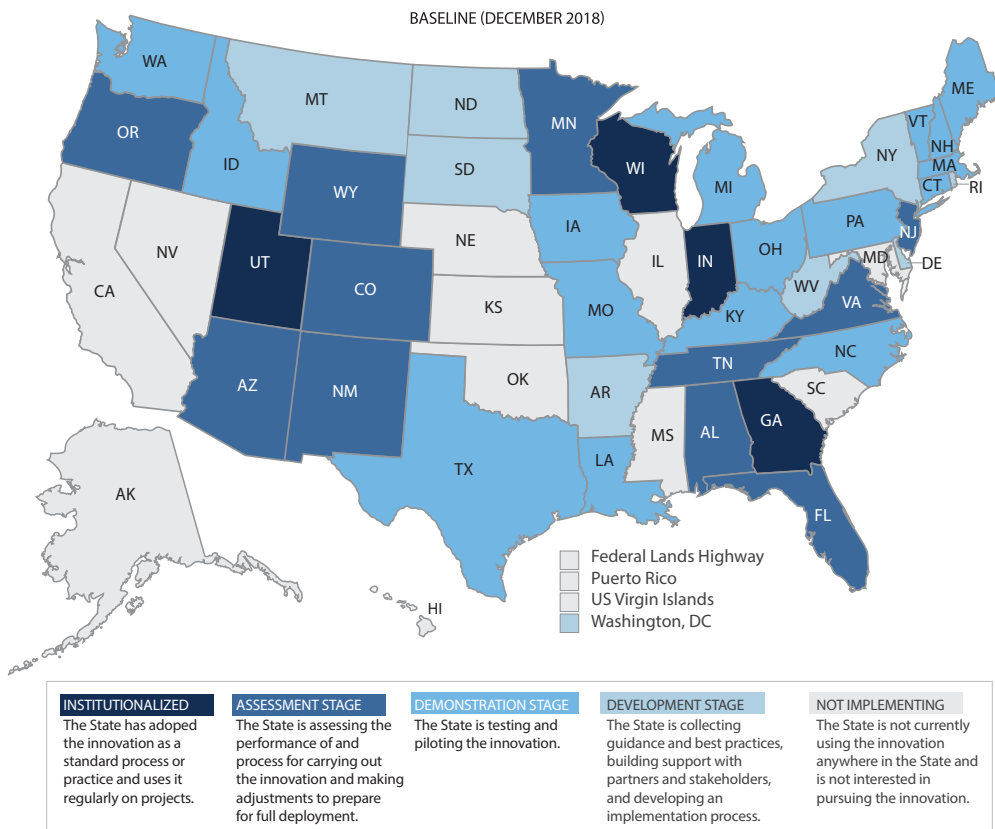 BASELINE (DECEMBER 2018)
WA
MT
ND
MN
ME
VT
NH
OR
ID
SD
WI
MI
NY
MA
CT
RI
WY
IA
PA
NJ
NV
UT
NE
IL
IN
OH
MD
DE
CA
CO
KS
MO
KY
WV
VA
AZ
NM
OK
AR
TN
NC
SC
TX
LA
MS
AL
GA
FL
AK
HI
Federal Lands Highway
Puerto Rico
US Virgin Islands
Washington, DC
INSTITUTIONALIZED
The State has adopted
the innovation as a
standard process or
practice and uses it
regularly on projects.
ASSESSMENT STAGE
The State is assessing the
performance of and
process for carrying out
the innovation and making
adjustments to prepare
for full deployment.
DEMONSTRATION STAGE
The State is testing and
piloting the innovation.
DEVELOPMENT STAGE
The State is collecting
guidance and best practices,
building support with
partners and stakeholders,
and developing an
implementation process.
NOT IMPLEMENTING
The State is not currently
using the innovation
anywhere in the State and
is not interested in
pursuing the innovation.